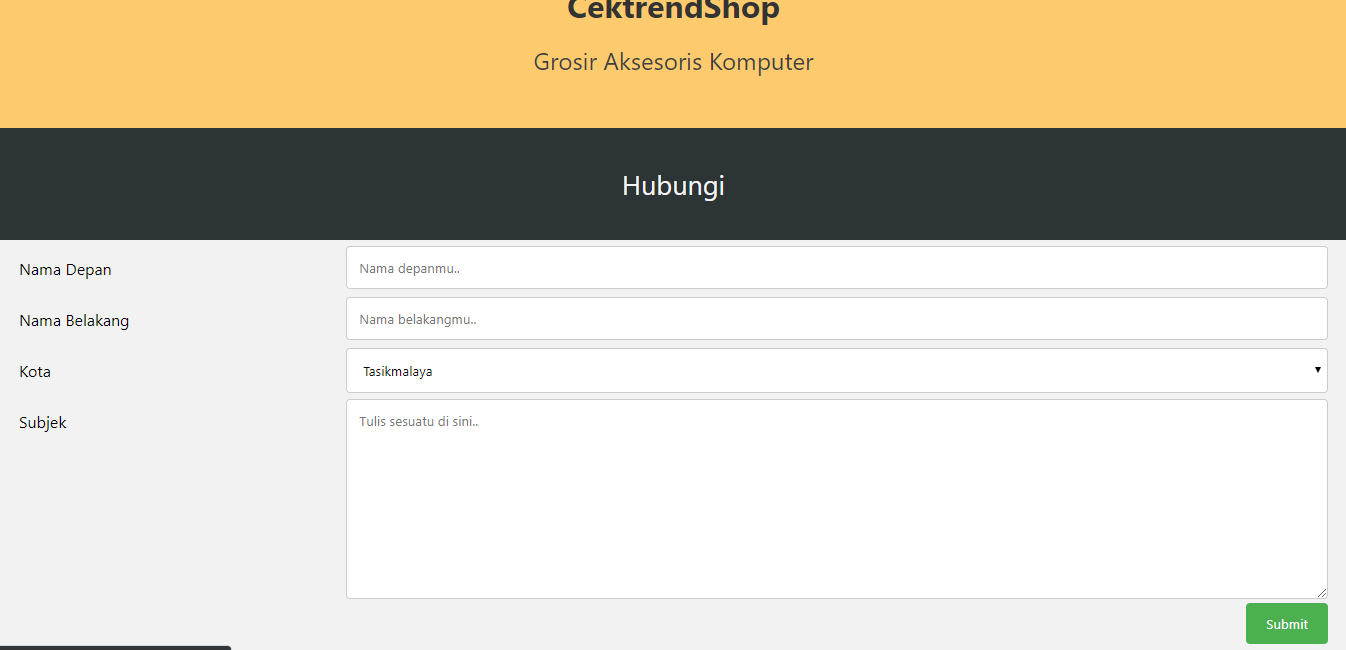 CektrendShop
Grosir Aksesoris Komputer
Hubungi
Nama Depan
Nama depanmu..
Nama Belakang
Nama belakangmu..
Kota
Tasikmalaya
Subjek
Tulis sesuatu di sini..
Submit